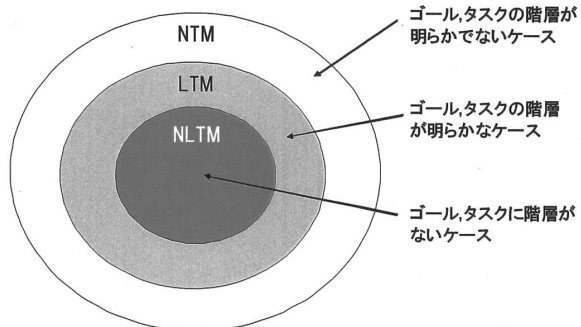 NTM
LTM
NLTM
ゴール,タスクの階層が
明らかでないケース
ゴール,タスクの階層
が明らかなケース
ゴール,タスクに階層が
ないケース